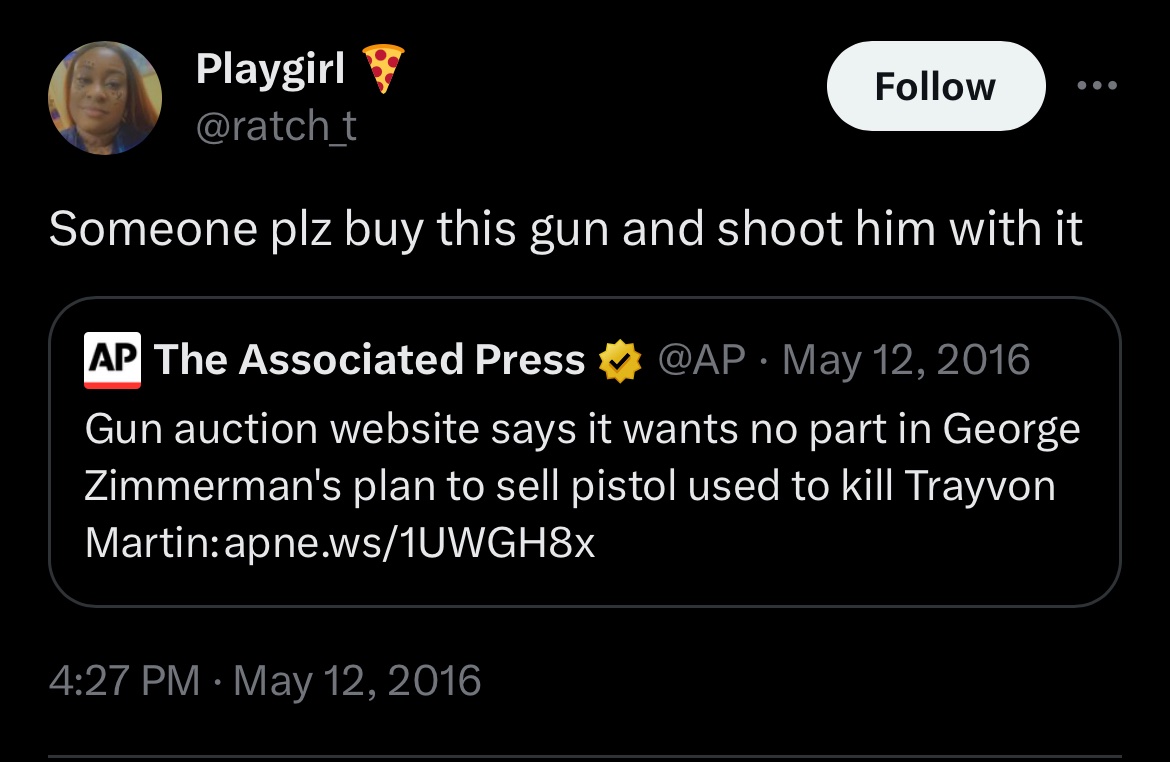 Playgirl 🍕
Follow
@ratch_t
Someone plz buy this gun and shoot him with it
AP The Associated Press @AP · May 12, 2016
Gun auction website says it wants no part in George
Zimmerman's plan to sell pistol used to kill Trayvon
Martin:apne.ws/1UWGH8x
4:27 PM · May 12, 2016